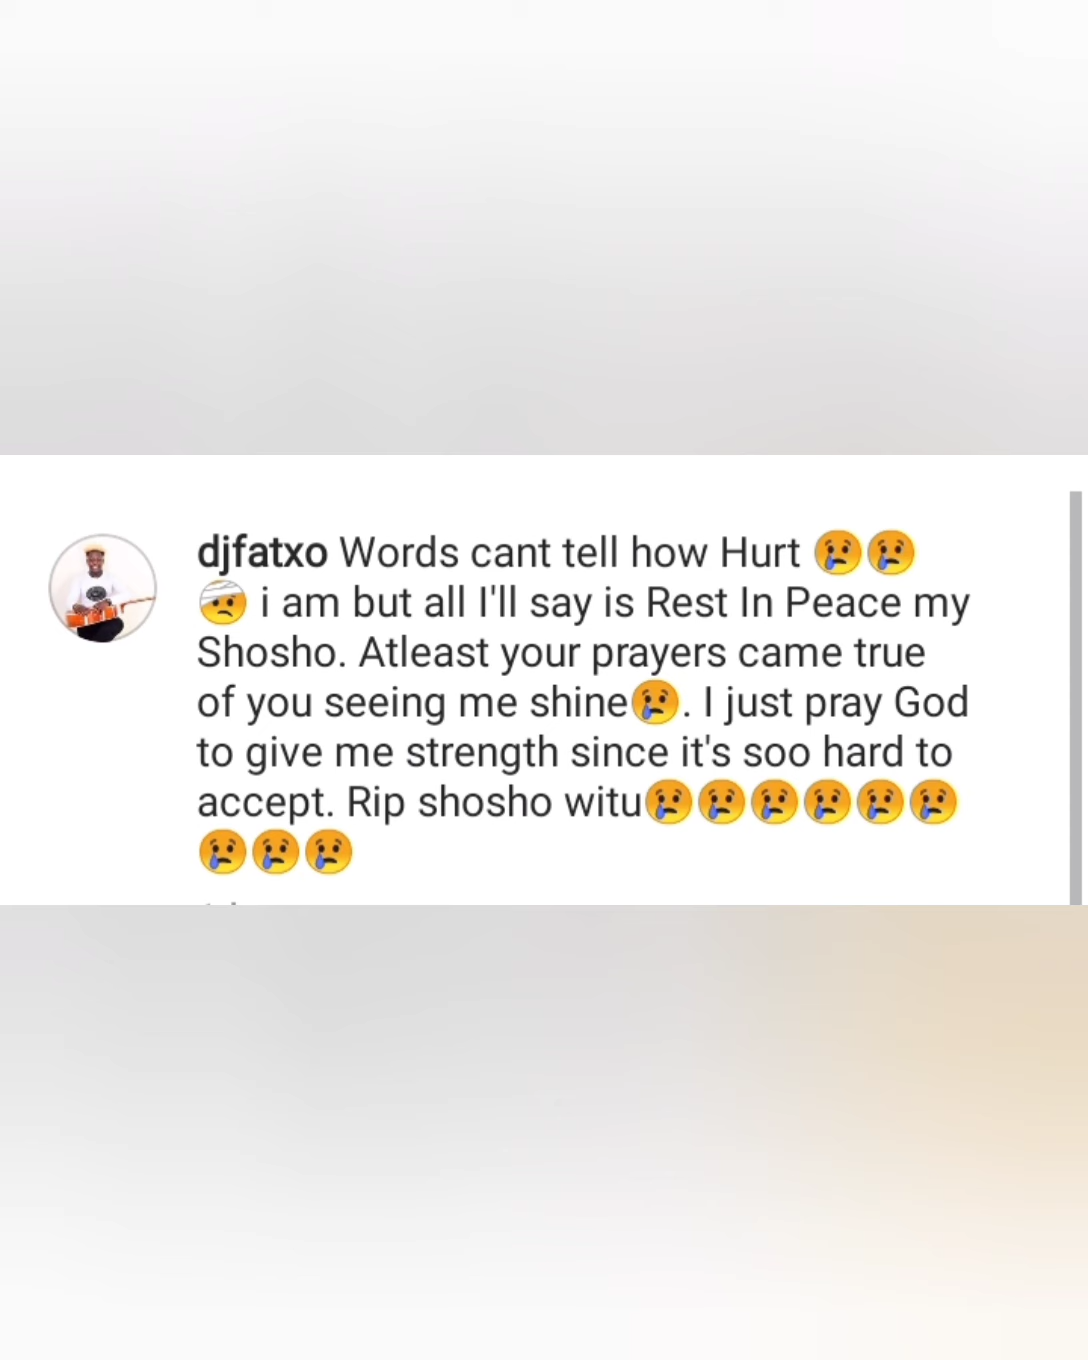 djfatxo Words cant tell how Hurt 😢😢
🤕 i am but all I'll say is Rest In Peace my
Shosho. Atleast your prayers came true
of you seeing me shine😢. I just pray God
to give me strength since it's soo hard to
accept. Rip shosho witu😢😢😢😢😢😢
😢😢😢